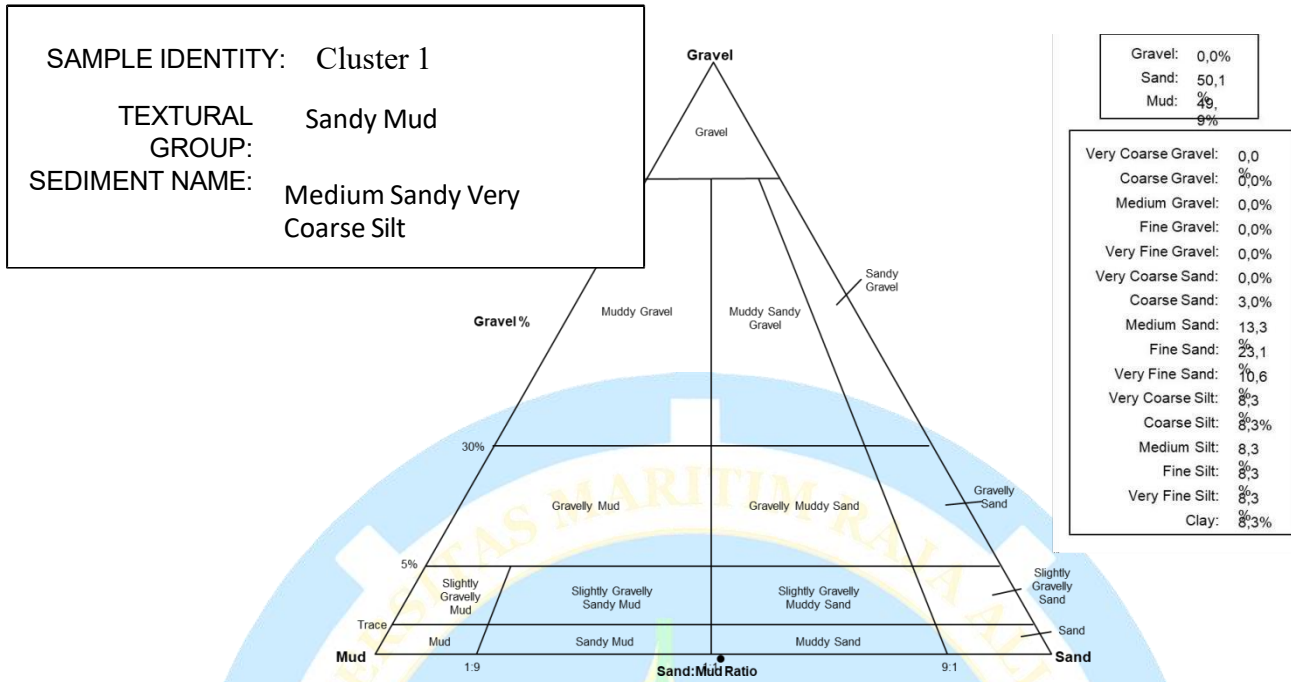 SAMPLE IDENTITY: Cluster 1
TEXTURAL GROUP: Sandy Mud
SEDIMENT NAME: Medium Sandy Very
Coarse Silt
Gravel
Gravel
Sandy
Gravel
Muddy Gravel
Muddy Sandy
Gravel
Gravel %
30%
Gravelly Mud
Gravelly Muddy Sand
Gravelly
Sand
5%
Slightly
Gravelly
Mud
Slightly Gravelly
Sandy Mud
Slightly Gravelly
Muddy Sand
Slightly
Gravelly
Sand
Trace
Mud
Sandy Mud
Muddy Sand
Sand
Mud
Sand
1:9
1:1
9:1
Sand:Mud Ratio
Gravel: 0,0%
Sand: 50,1
%
Mud: 49,
9%
Very Coarse Gravel: 0,0
%
Coarse Gravel: 0,0%
Medium Gravel: 0,0%
Fine Gravel: 0,0%
Very Fine Gravel: 0,0%
Very Coarse Sand: 0,0%
Coarse Sand: 3,0%
Medium Sand: 13,3
%
Fine Sand: 23,1
%
Very Fine Sand: 10,6
%
Very Coarse Silt: 8,3
%
Coarse Silt: 8,3%
Medium Silt: 8,3
%
Fine Silt: 8,3
%
Very Fine Silt: 8,3
%
Clay: 8,3%
MARITIM RAJA ALI